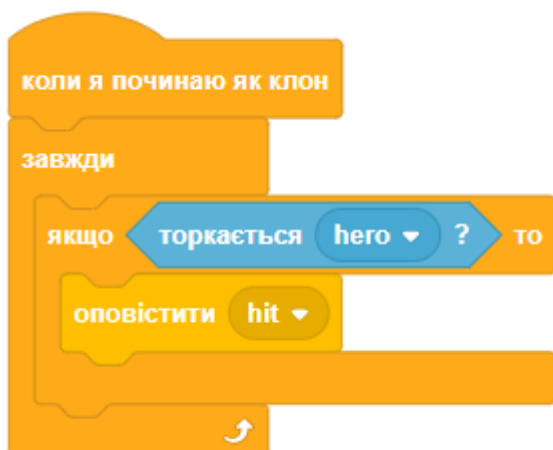 коли я починаю як клон
завжди
якщо торкається hero ? то
оповістити hit